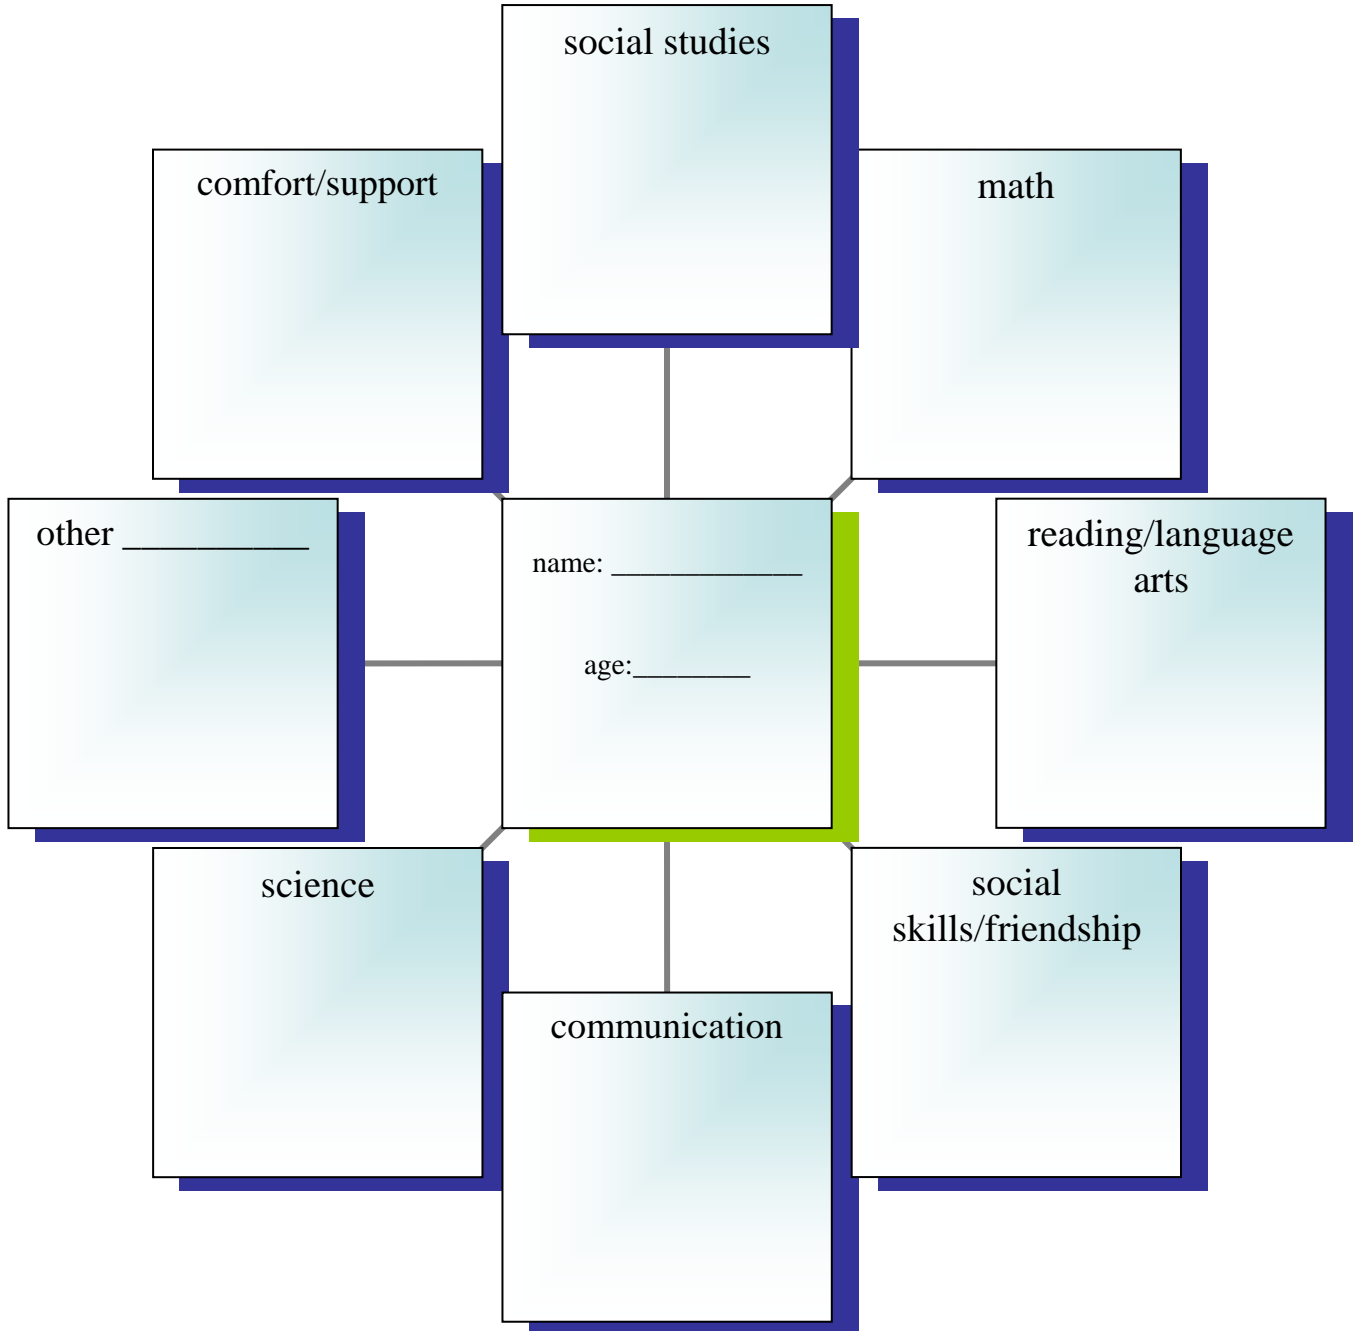 social studies
comfort/support
math
other __________
name: _____________
age:________
reading/language
arts
science
social
skills/friendship
communication